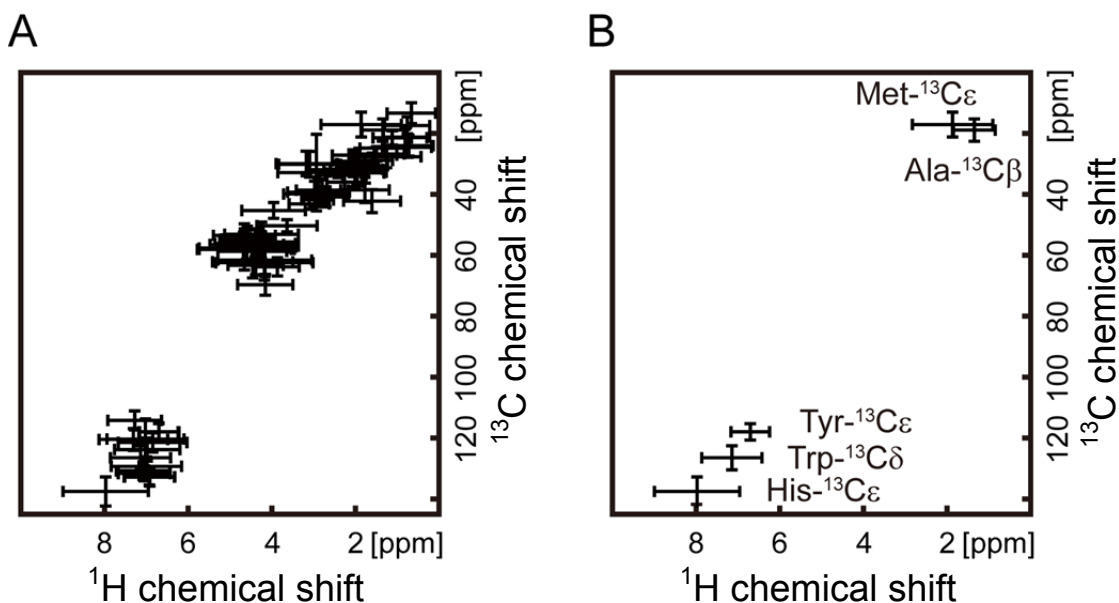 A
[ppm]
40
60
80
100
120
¹³C chemical shift
8 6 4 2 [ppm]
¹H chemical shift
B
Met-¹³Cε
Ala-¹³Cβ
Tyr-¹³Cε
Trp-¹³Cδ
His-¹³Cε
[ppm]
40
60
80
100
120
¹³C chemical shift
8 6 4 2 [ppm]
¹H chemical shift